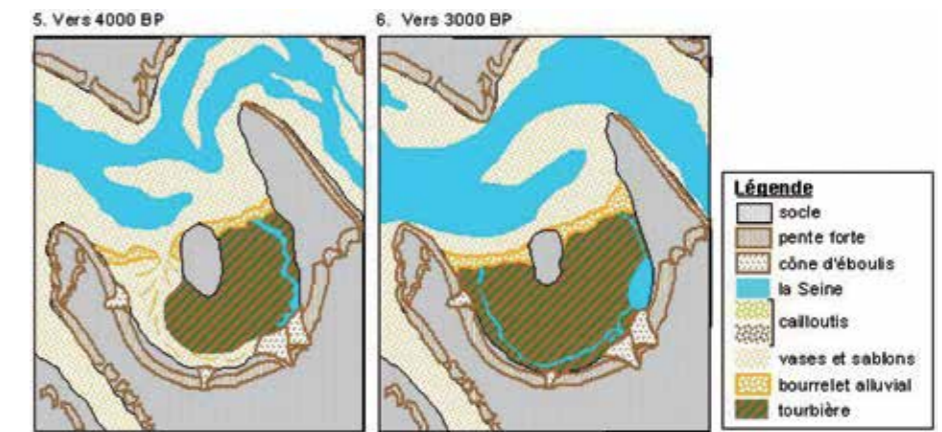 5. Vers 4000 BP
6. Vers 3000 BP
Légende
socle
pente forte
cône d'éboulis
la Seine
cailloutis
vases et sablons
bourrelet alluvial
tourbière